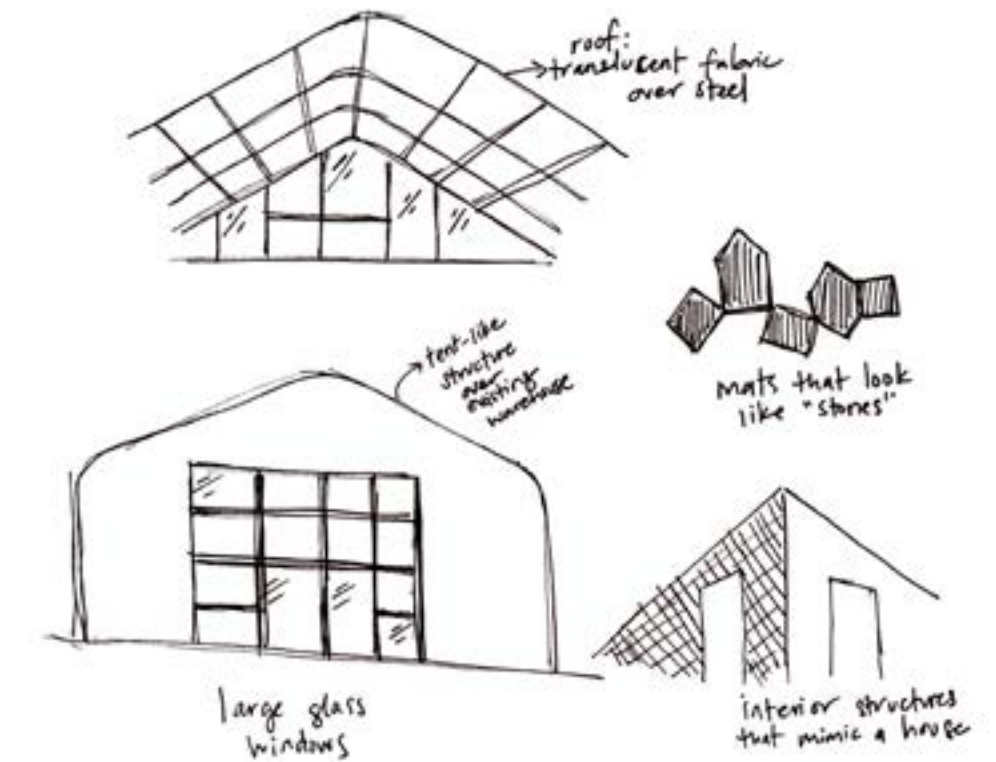 roof:
translucent fabric
over steel
tent-like
structure
over
existing
warehouse
mats that look
like "stones"
large glass
windows
interior structures
that mimic a house